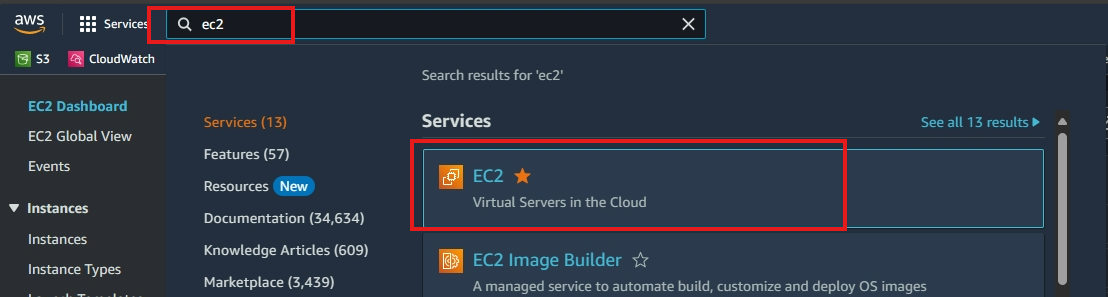 aws
Services
ec2
S3
CloudWatch
EC2 Dashboard
EC2 Global View
Events
Instances
Instances
Instance Types
Search results for 'ec2'
Services (13)
Features (57)
Resources New
Documentation (34,634)
Knowledge Articles (609)
Marketplace (3,439)
Services
See all 13 results
EC2
Virtual Servers in the Cloud
EC2 Image Builder
A managed service to automate build, customize and deploy OS images